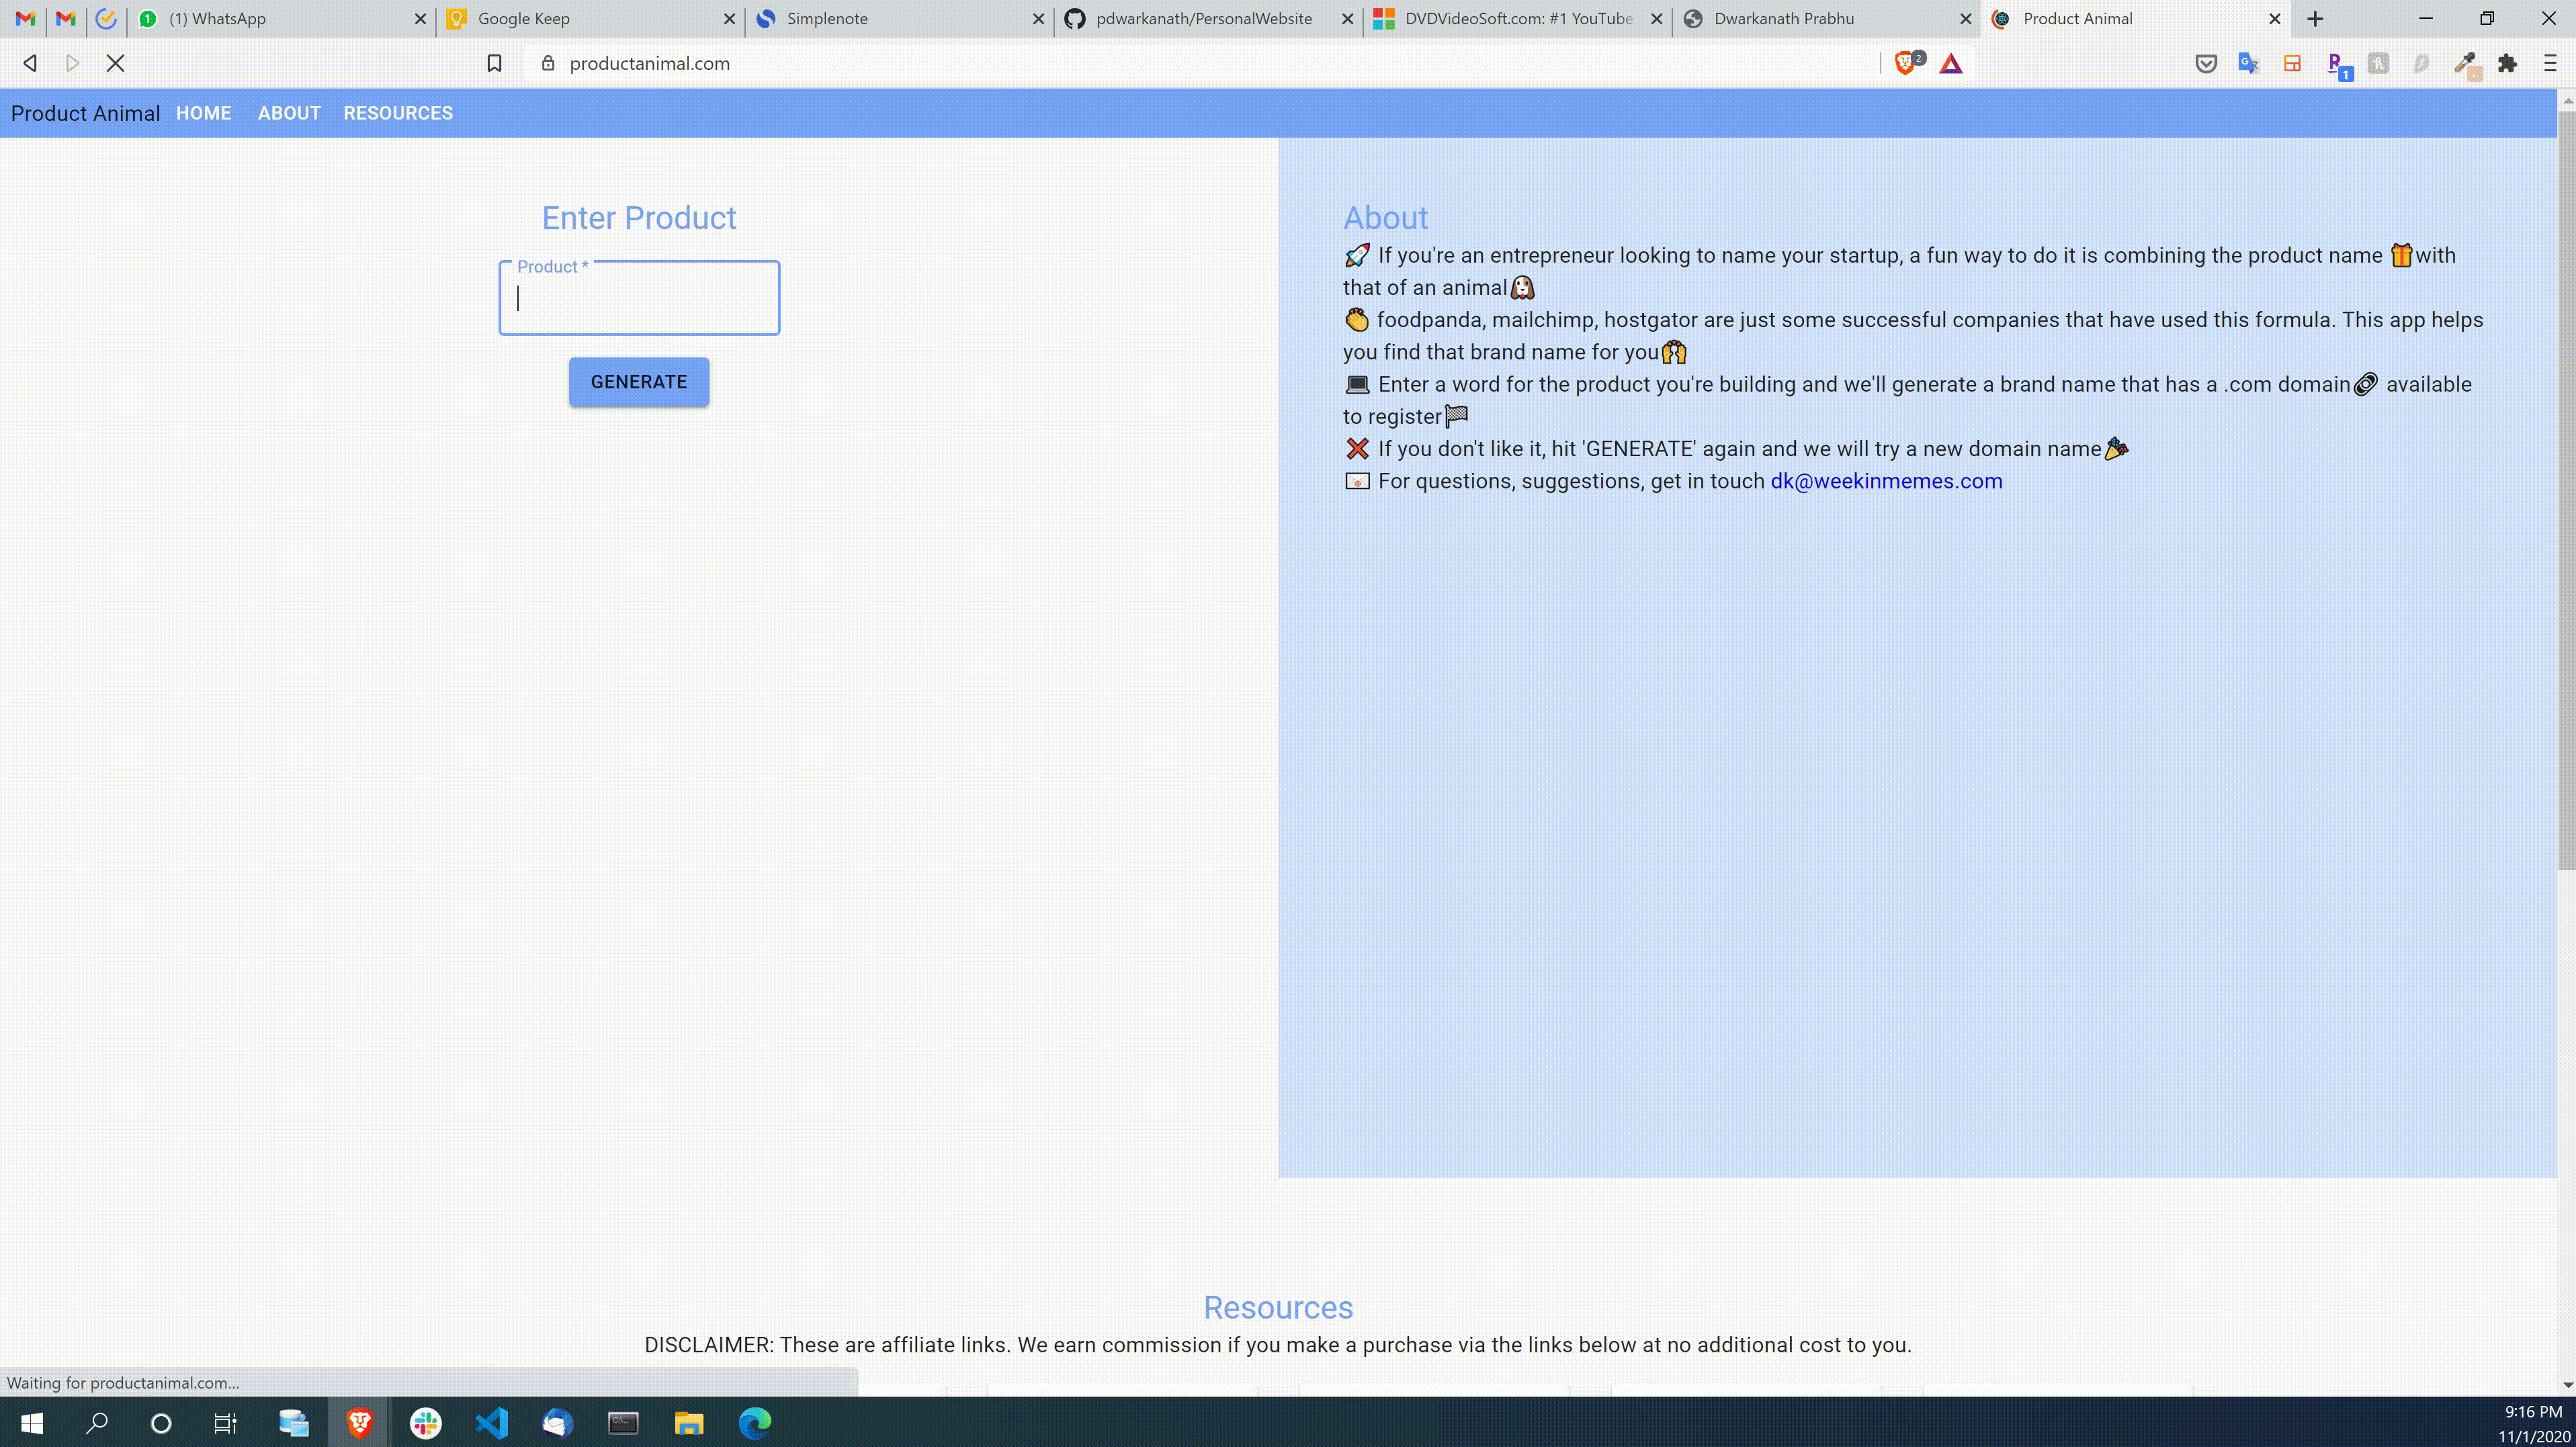 (1) WhatsApp
Google Keep
Simplenote
pdwarkanath/PersonalWebsite
DVDVideoSoft.com: #1 YouTube
Dwarkanath Prabhu
Product Animal
productanimal.com
2
1
Product Animal HOME ABOUT RESOURCES
Enter Product
Product *
GENERATE
About
🚀 If you're an entrepreneur looking to name your startup, a fun way to do it is combining the product name 🎁with
that of an animal🐶
👏 foodpanda, mailchimp, hostgator are just some successful companies that have used this formula. This app helps
you find that brand name for you🙌
💻 Enter a word for the product you're building and we'll generate a brand name that has a .com domain🔗 available
to register🏁
❌ If you don't like it, hit 'GENERATE' again and we will try a new domain name🎉
💌 For questions, suggestions, get in touch dk@weekinmemes.com
Resources
DISCLAIMER: These are affiliate links. We earn commission if you make a purchase via the links below at no additional cost to you.
Waiting for productanimal.com...
9:16 PM
11/1/2020